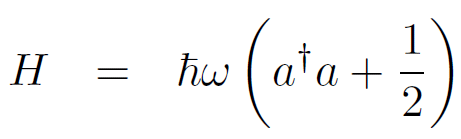 H = ℏω(a†a + 1/2)